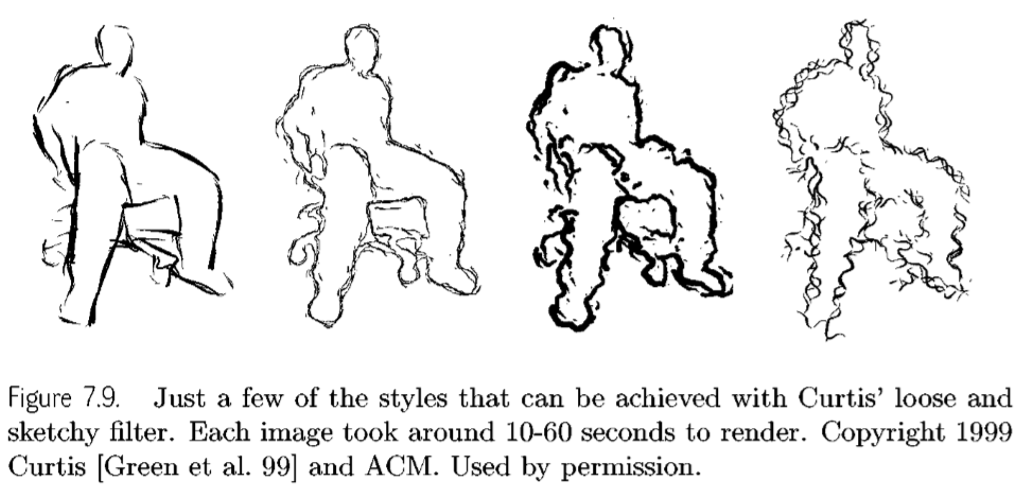 Figure 7.9. Just a few of the styles that can be achieved with Curtis' loose and
sketchy filter. Each image took around 10-60 seconds to render. Copyright 1999
Curtis [Green et al. 99] and ACM. Used by permission.